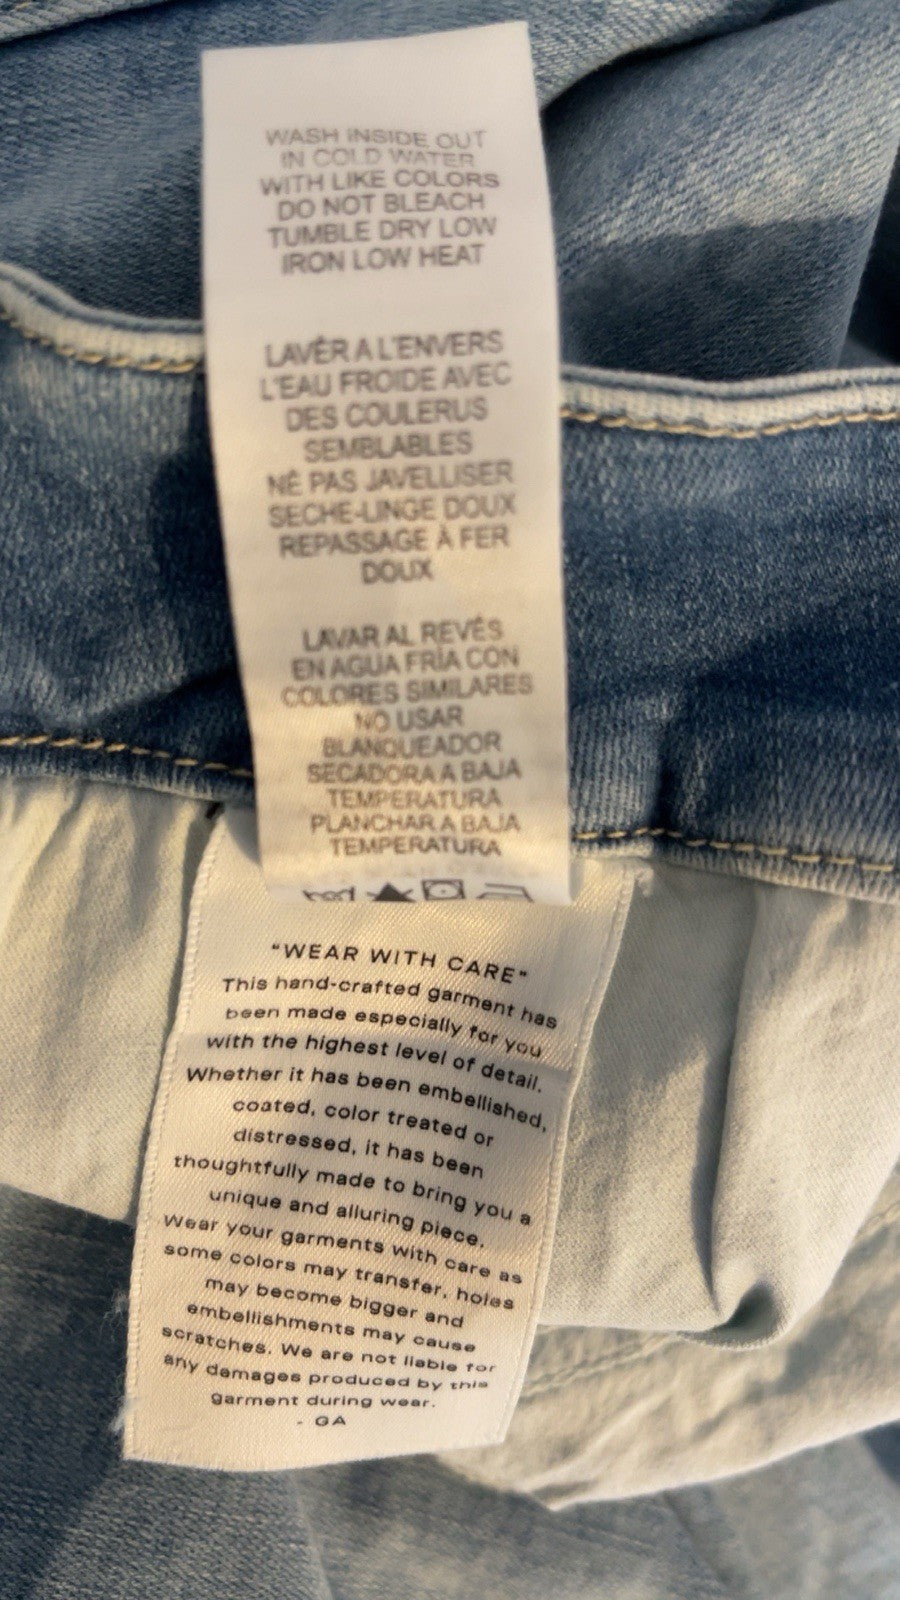 WASH INSIDE OUT
IN COLD WATER
WITH LIKE COLORS
DO NOT BLEACH
TUMBLE DRY LOW
IRON LOW HEAT
LAVÉR A L'ENVERS
L'EAU FROIDE AVEC
DES COULERUS
SEMBLABLES
NÉ PAS JAVELLISER
SECHE-LINGE DOUX
REPASSAGE À FER
DOUX
LAVAR AL REVÉS
EN AGUA FRÍA CON
COLORES SIMILARES
NO USAR
BLANQUEADOR
SECADORA A BAJA
TEMPERATURA
PLANCHAR A BAJA
TEMPERATURA
"WEAR WITH CARE"
This hand-crafted garment has
been made especially for you
with the highest level of detail.
Whether it has been embellished,
coated, color treated or
distressed, it has been
thoughtfully made to bring you a
unique and alluring piece.
Wear your garments with care as
some colors may transfer, holes
may become bigger and
embellishments may cause
scratches. We are not liable for
any damages produced by this
garment during wear.
- GA